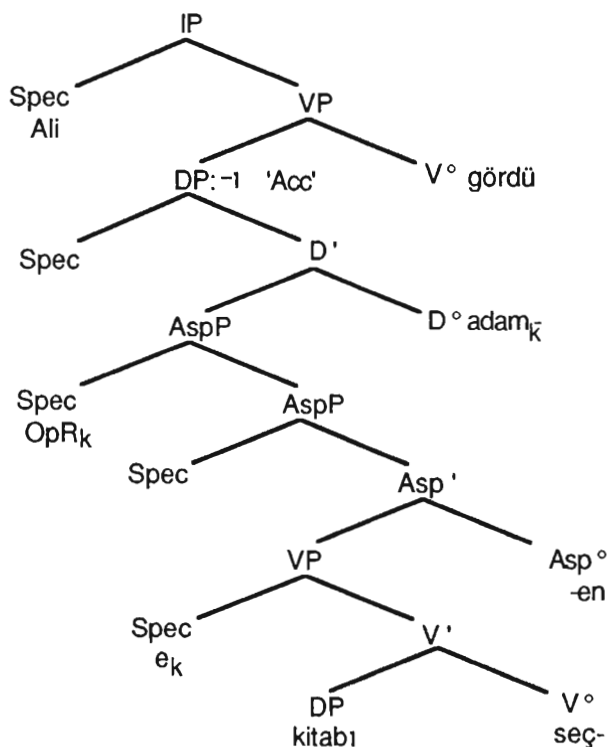 IP
Spec
Ali
VP
DP: -ı 'Acc'
V° gördü
Spec
D'
AspP
D° adamk
Spec
OpRk
AspP
Spec
Asp'
VP
Asp°
-en
Spec
ek
V'
DP
kitabı
V°
seç-